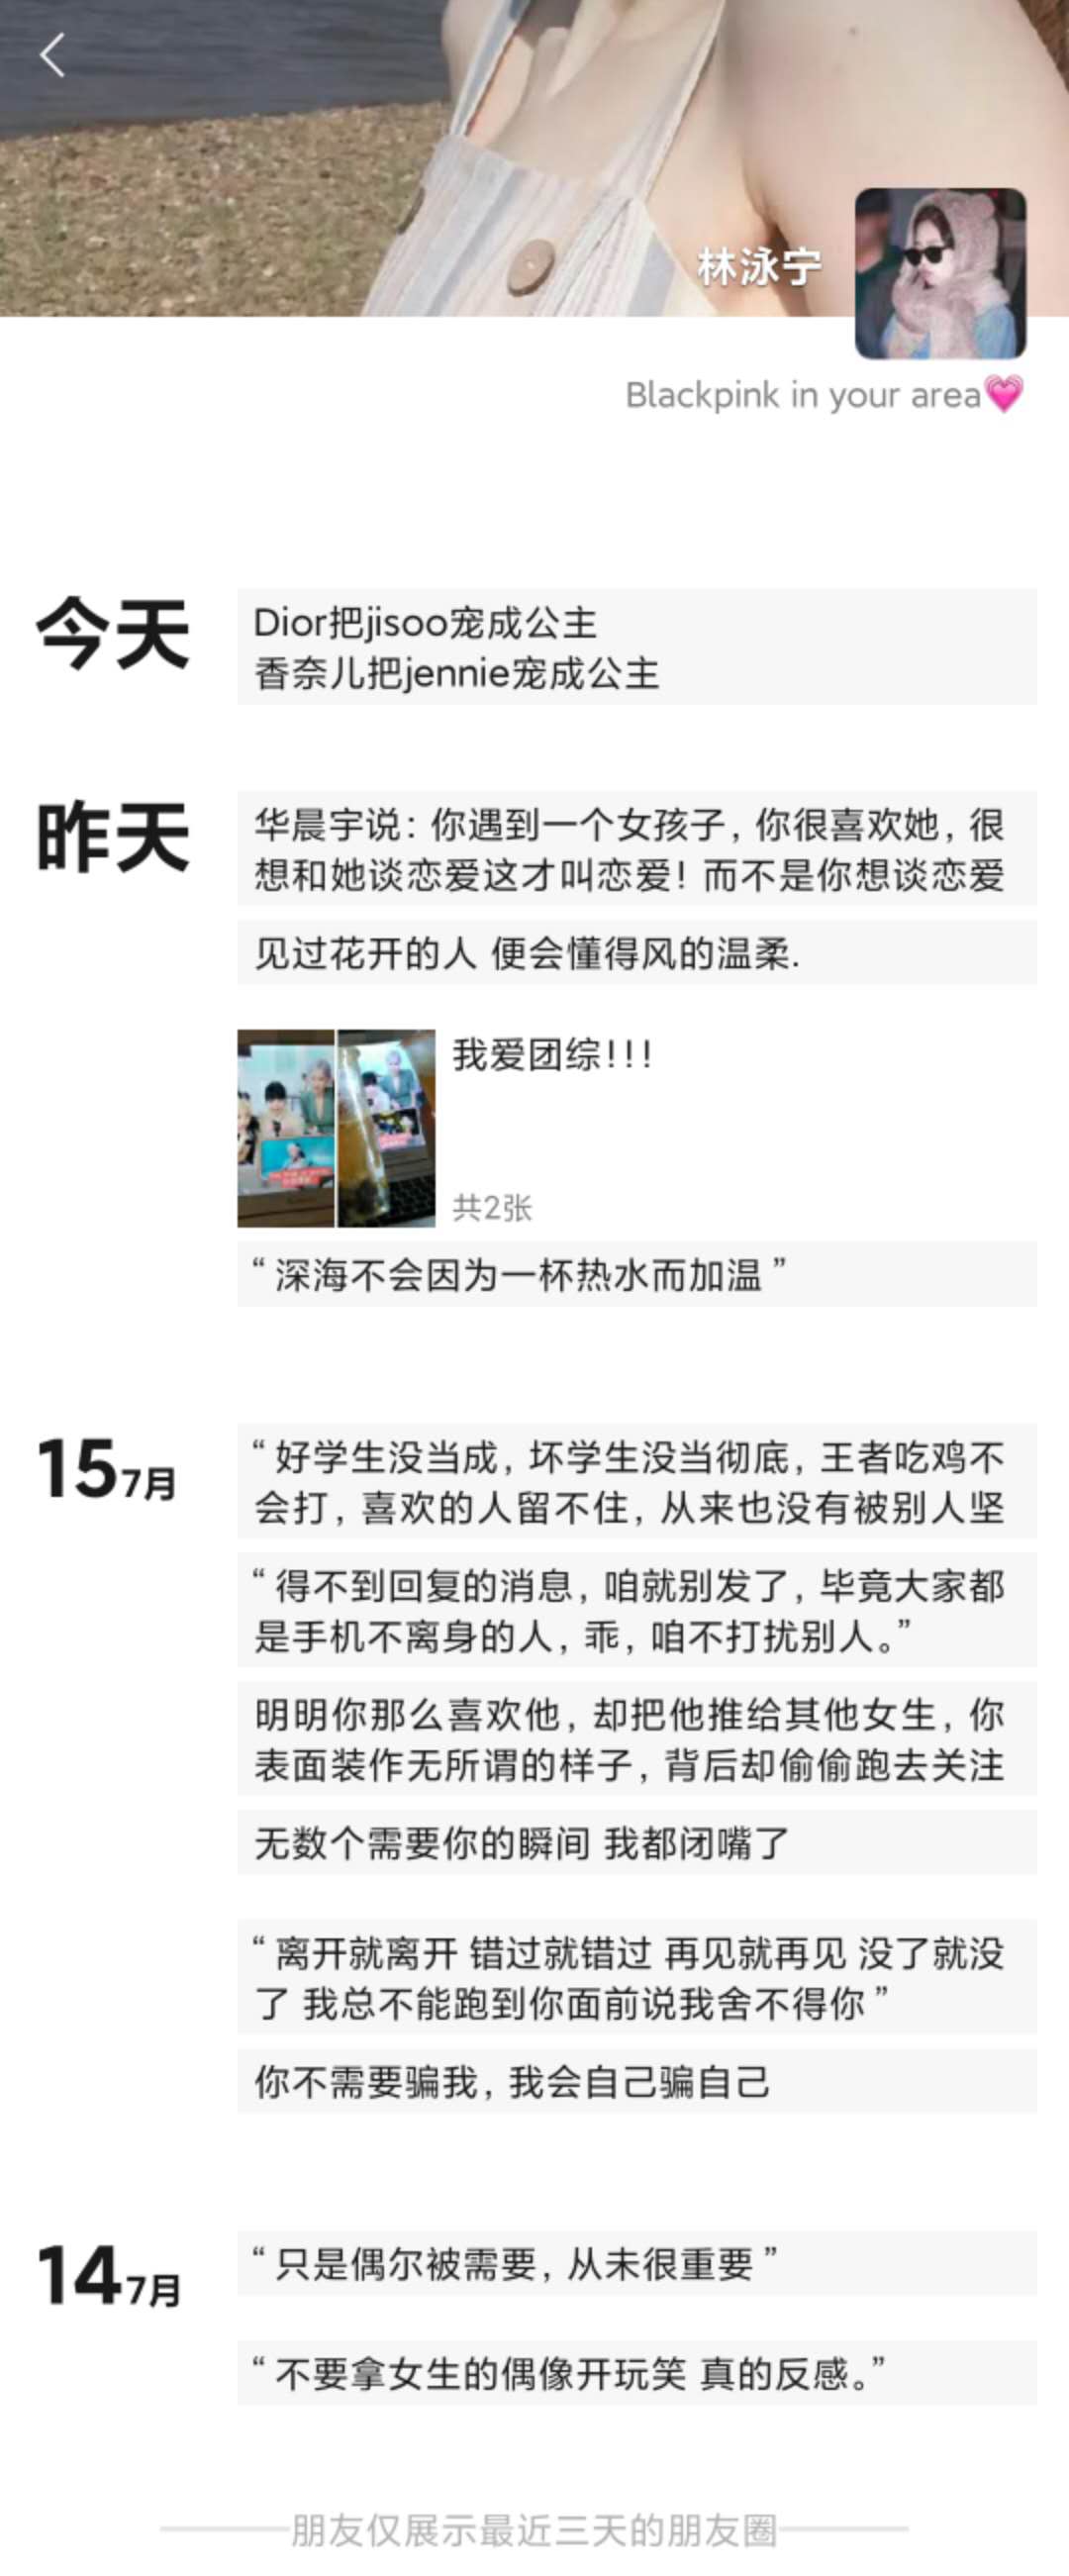 林泳宁
Blackpink in your area💗
今天
Dior把jisoo宠成公主
香奈儿把jennie宠成公主
昨天
华晨宇说：你遇到一个女孩子，你很喜欢她，很
想和她谈恋爱这才叫恋爱！而不是你想谈恋爱
见过花开的人 便会懂得风的温柔.
我爱团综!!!
共2张
“ 深海不会因为一杯热水而加温 ”
15 7月
“ 好学生没当成，坏学生没当彻底，王者吃鸡不
会打，喜欢的人留不住，从来也没有被别人坚
“ 得不到回复的消息，咱就别发了，毕竟大家都
是手机不离身的人，乖，咱不打扰别人。”
明明你那么喜欢他，却把他推给其他女生，你
表面装作无所谓的样子，背后却偷偷跑去关注
无数个需要你的瞬间 我都闭嘴了
“ 离开就离开 错过就错过 再见就再见 没了就没
了 我总不能跑到你面前说我舍不得你 ”
你不需要骗我，我会自己骗自己
14 7月
“ 只是偶尔被需要，从未很重要 ”
“ 不要拿女生的偶像开玩笑 真的反感。”
朋友仅展示最近三天的朋友圈